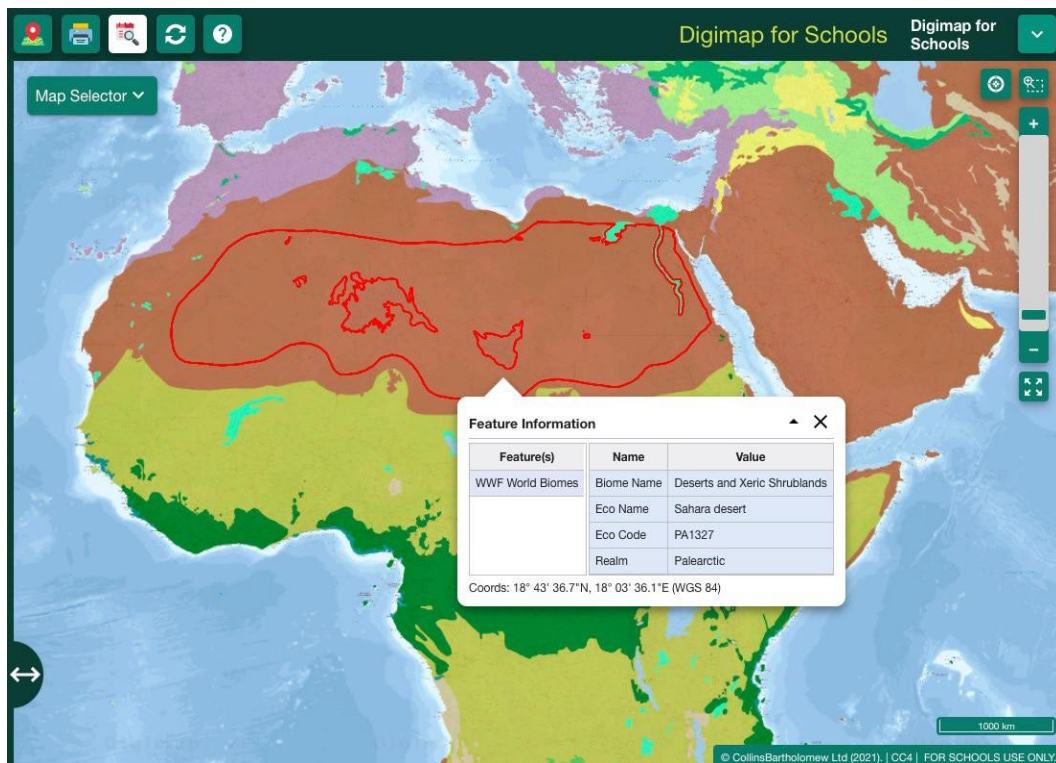 Digimap for Schools
Digimap for
Schools
Map Selector
Feature Information
Feature(s) Name Value
WWF World Biomes Biome Name Deserts and Xeric Shrublands
Eco Name Sahara desert
Eco Code PA1327
Realm Palearctic
Coords: 18° 43' 36.7"N, 18° 03' 36.1"E (WGS 84)
1000 km
© CollinsBartholomew Ltd (2021). | CC4 | FOR SCHOOLS USE ONLY.